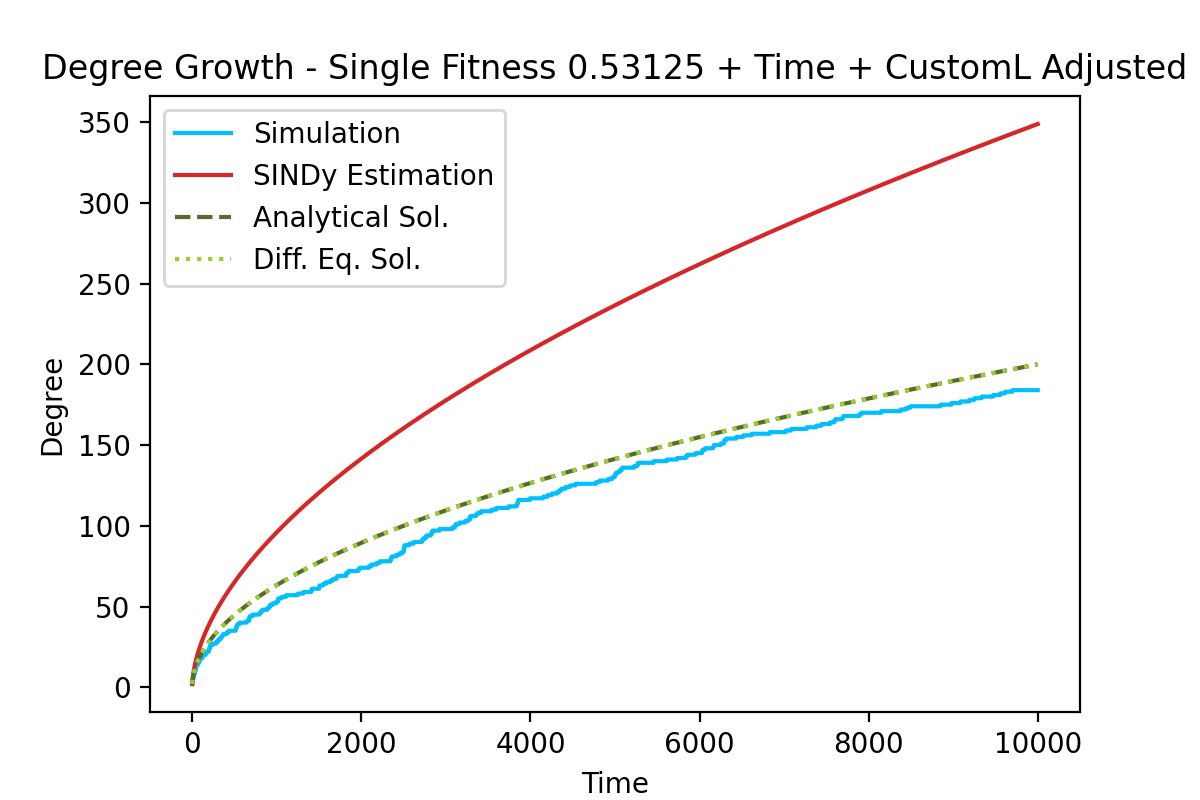 Degree Growth - Single Fitness 0.53125 + Time + CustomL Adjusted
Simulation
SINDy Estimation
Analytical Sol.
Diff. Eq. Sol.
350
300
250
200
150
100
50
0
Degree
0 2000 4000 6000 8000 10000
Time